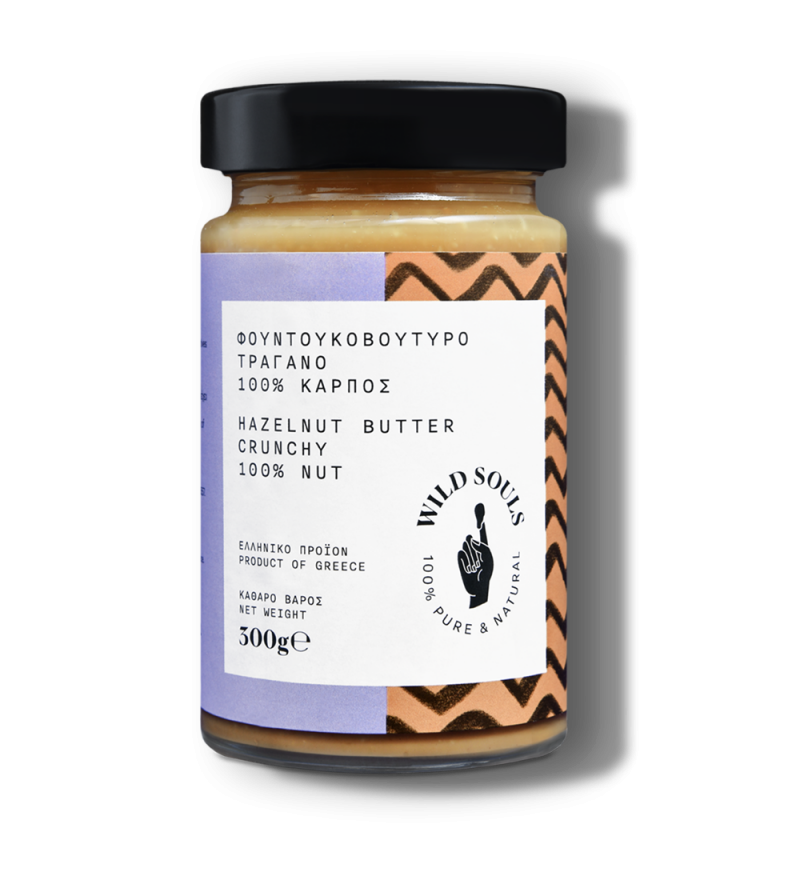 ΦΟΥΝΤΟΥΚΟΒΟΥΤΥΡΟ
ΤΡΑΓΑΝΟ
100% ΚΑΡΠΟΣ
HAZELNUT BUTTER
CRUNCHY
100% NUT
WILD SOULS
100% PURE & NATURAL
ΕΛΛΗΝΙΚΟ ΠΡΟΪΟΝ
PRODUCT OF GREECE
ΚΑΘΑΡΟ ΒΑΡΟΣ
NET WEIGHT
300g℮